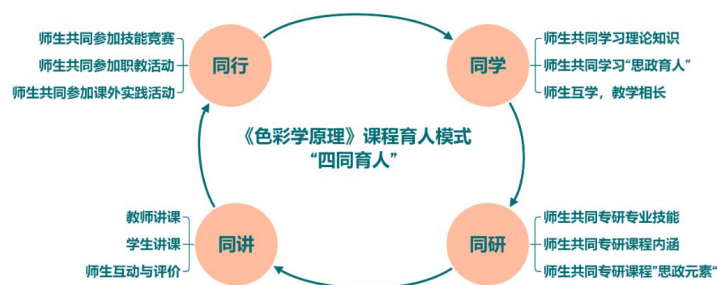 师生共同参加技能竞赛
师生共同参加职教活动
师生共同参加课外实践活动
同行
同学
师生共同学习理论知识
师生共同学习“思政育人”
师生互学，教学相长
《色彩学原理》课程育人模式
“四同育人”
教师讲课
学生讲课
师生互动与评价
同讲
同研
师生共同专研专业技能
师生共同专研课程内涵
师生共同专研课程”思政元素“